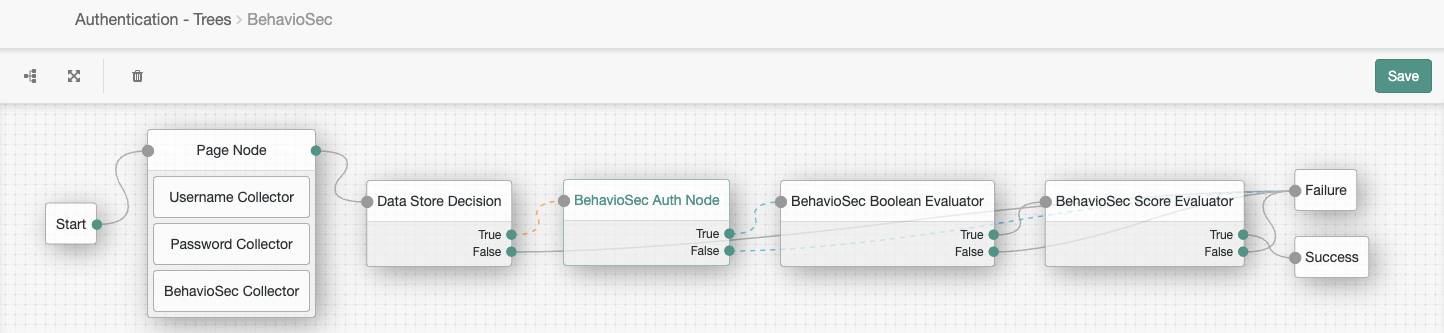 Authentication - Trees > BehavioSec
Save
Start
Page Node
Username Collector
Password Collector
BehavioSec Collector
Data Store Decision
True
False
BehavioSec Auth Node
True
False
BehavioSec Boolean Evaluator
True
False
BehavioSec Score Evaluator
True
False
Failure
Success